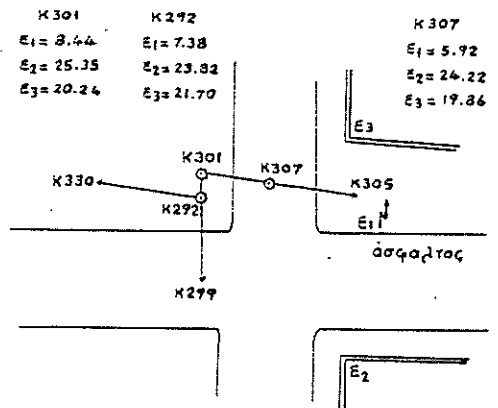 K301
E1 = 8.44
E2 = 25.35
E3 = 20.24
K292
E1 = 7.38
E2 = 23.82
E3 = 21.70
K307
E1 = 5.92
E2 = 24.22
E3 = 19.86
E3
K301
K307
K330
K305
K292
E1
άσφαλτος
K299
E2